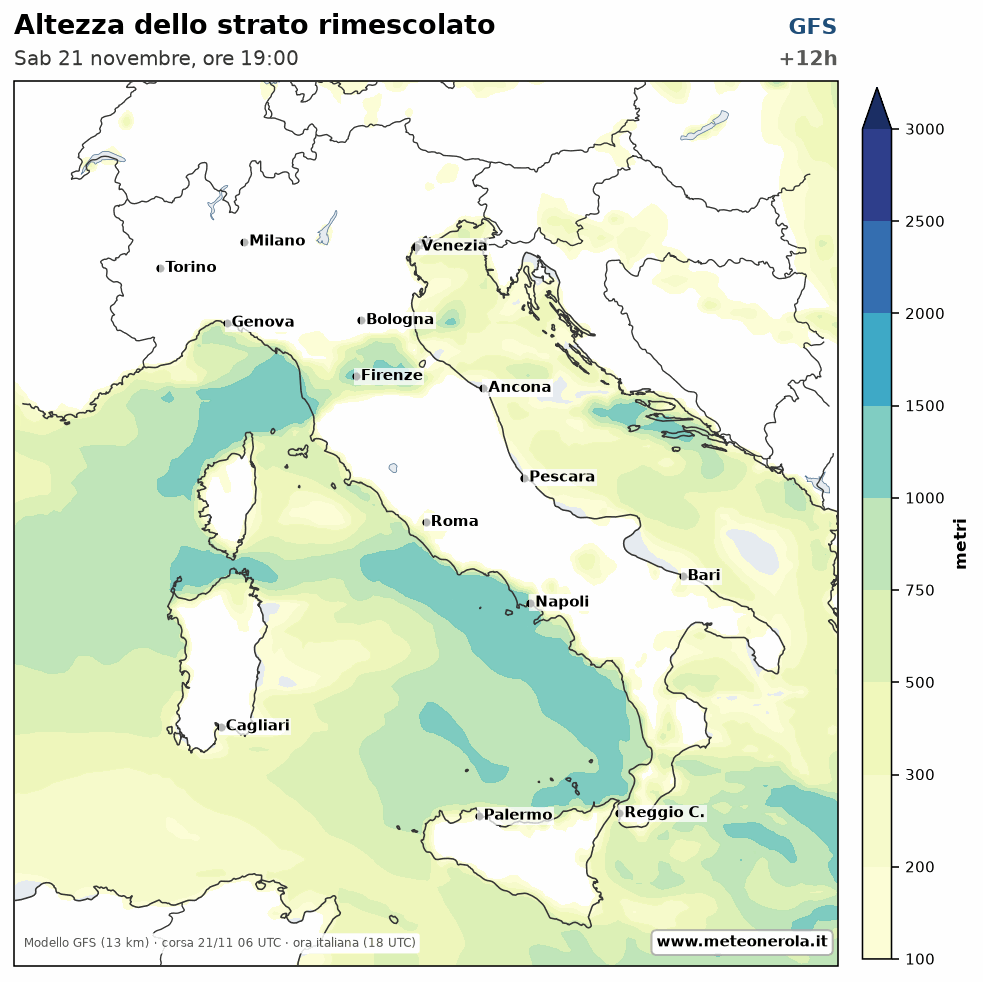 Altezza dello strato rimescolato
GFS
Sab 21 novembre, ore 19:00
+12h
3000
2500
2000
1500
1000
750
500
300
200
100
metri
Milano
Venezia
Torino
Genova
Bologna
Firenze
Ancona
Pescara
Roma
Bari
Napoli
Cagliari
Palermo
Reggio C.
Modello GFS (13 km) · corsa 21/11 06 UTC · ora italiana (18 UTC)
www.meteonerola.it